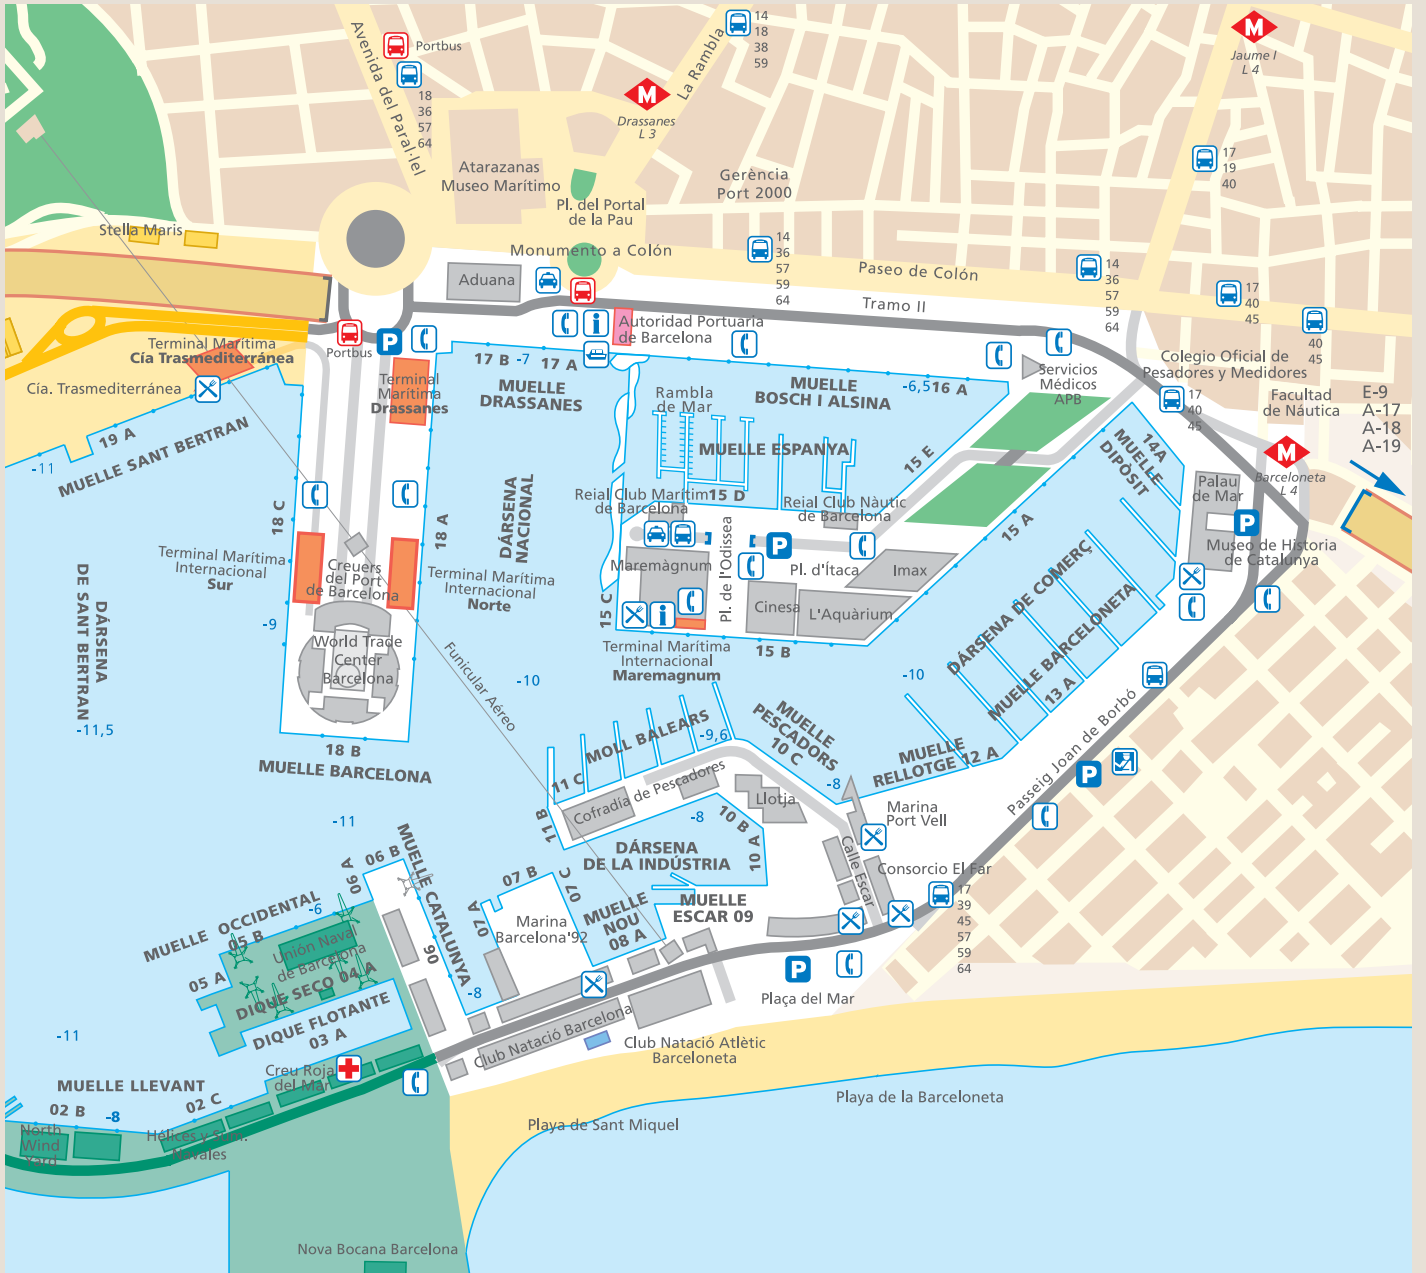 Avenida del Paral·lel
Portbus
18
36
57
64
La Rambla
14
18
38
59
M
Drassanes
L 3
M
Jaume I
L 4
17
19
40
Atarazanas
Museo Marítimo
Pl. del Portal
de la Pau
Gerència
Port 2000
Stella Maris
Monumento a Colón
14
36
57
59
64
Paseo de Colón
14
36
57
59
64
17
40
45
40
45
Aduana
Tramo II
Autoridad Portuaria
de Barcelona
Portbus
P
Terminal Marítima
Cía Trasmediterránea
Cía. Trasmediterránea
Terminal
Marítima
Drassanes
17 B
-7
17 A
MUELLE
DRASSANES
Rambla
de Mar
MUELLE
BOSCH I ALSINA
-6,5
16 A
Servicios
Médicos
APB
Colegio Oficial de
Pesadores y Medidores
17
40
45
Facultad
de Náutica
E-9
A-17
A-18
A-19
M
Barceloneta
L 4
19 A
MUELLE SANT BERTRAN
-11
MUELLE ESPANYA
15 E
14A
MUELLE
DIPÒSIT
Palau
de Mar
P
Museo de Historia
de Catalunya
18 C
18 A
DÁRSENA
NACIONAL
Reial Club Marítim
de Barcelona
15 D
Reial Club Nàutic
de Barcelona
15 A
Terminal Marítima
Internacional
Sur
Creuers
del Port
de Barcelona
Terminal Marítima
Internacional
Norte
Maremàgnum
Pl. de l'Odissea
P
Pl. d'Ítaca
Imax
Cinesa
L'Aquàrium
15 C
15 B
Terminal Marítima
Internacional
Maremagnum
DÁRSENA
DE SANT BERTRAN
-9
-11,5
World Trade
Center
Barcelona
Funicular Aéreo
-10
-10
DÁRSENA DE COMERÇ
MUELLE BARCELONETA
13 A
18 B
MUELLE BARCELONA
MOLL BALEARS
-9,6
MUELLE
PESCADORS
10 C
MUELLE
RELLOTGE 12 A
Passeig Joan de Borbó
P
11 C
11 B
Cofradía de Pescadores
Llotja
-8
Marina
Port Vell
-11
-8
10 B
10 A
DÁRSENA
DE LA INDÚSTRIA
Calle Escar
Consorcio El Far
17
39
45
57
59
64
06 B
06 A
MUELLE CATALUNYA
06
07 B
07 A
07 C
Marina
Barcelona'92
MUELLE
NOU
08 A
MUELLE
ESCAR 09
P
Plaça del Mar
MUELLE OCCIDENTAL
-6
05 B
05 A
Unión Naval
de Barcelona
DIQUE SECO 04 A
DIQUE FLOTANTE
03 A
-8
Club Natació Barcelona
Club Natació Atlètic
Barceloneta
-11
Creu Roja
del Mar
MUELLE LLEVANT
02 B
-8
02 C
North
Wind
Yard
Hélices y Sum.
Navales
Playa de Sant Miquel
Playa de la Barceloneta
Nova Bocana Barcelona